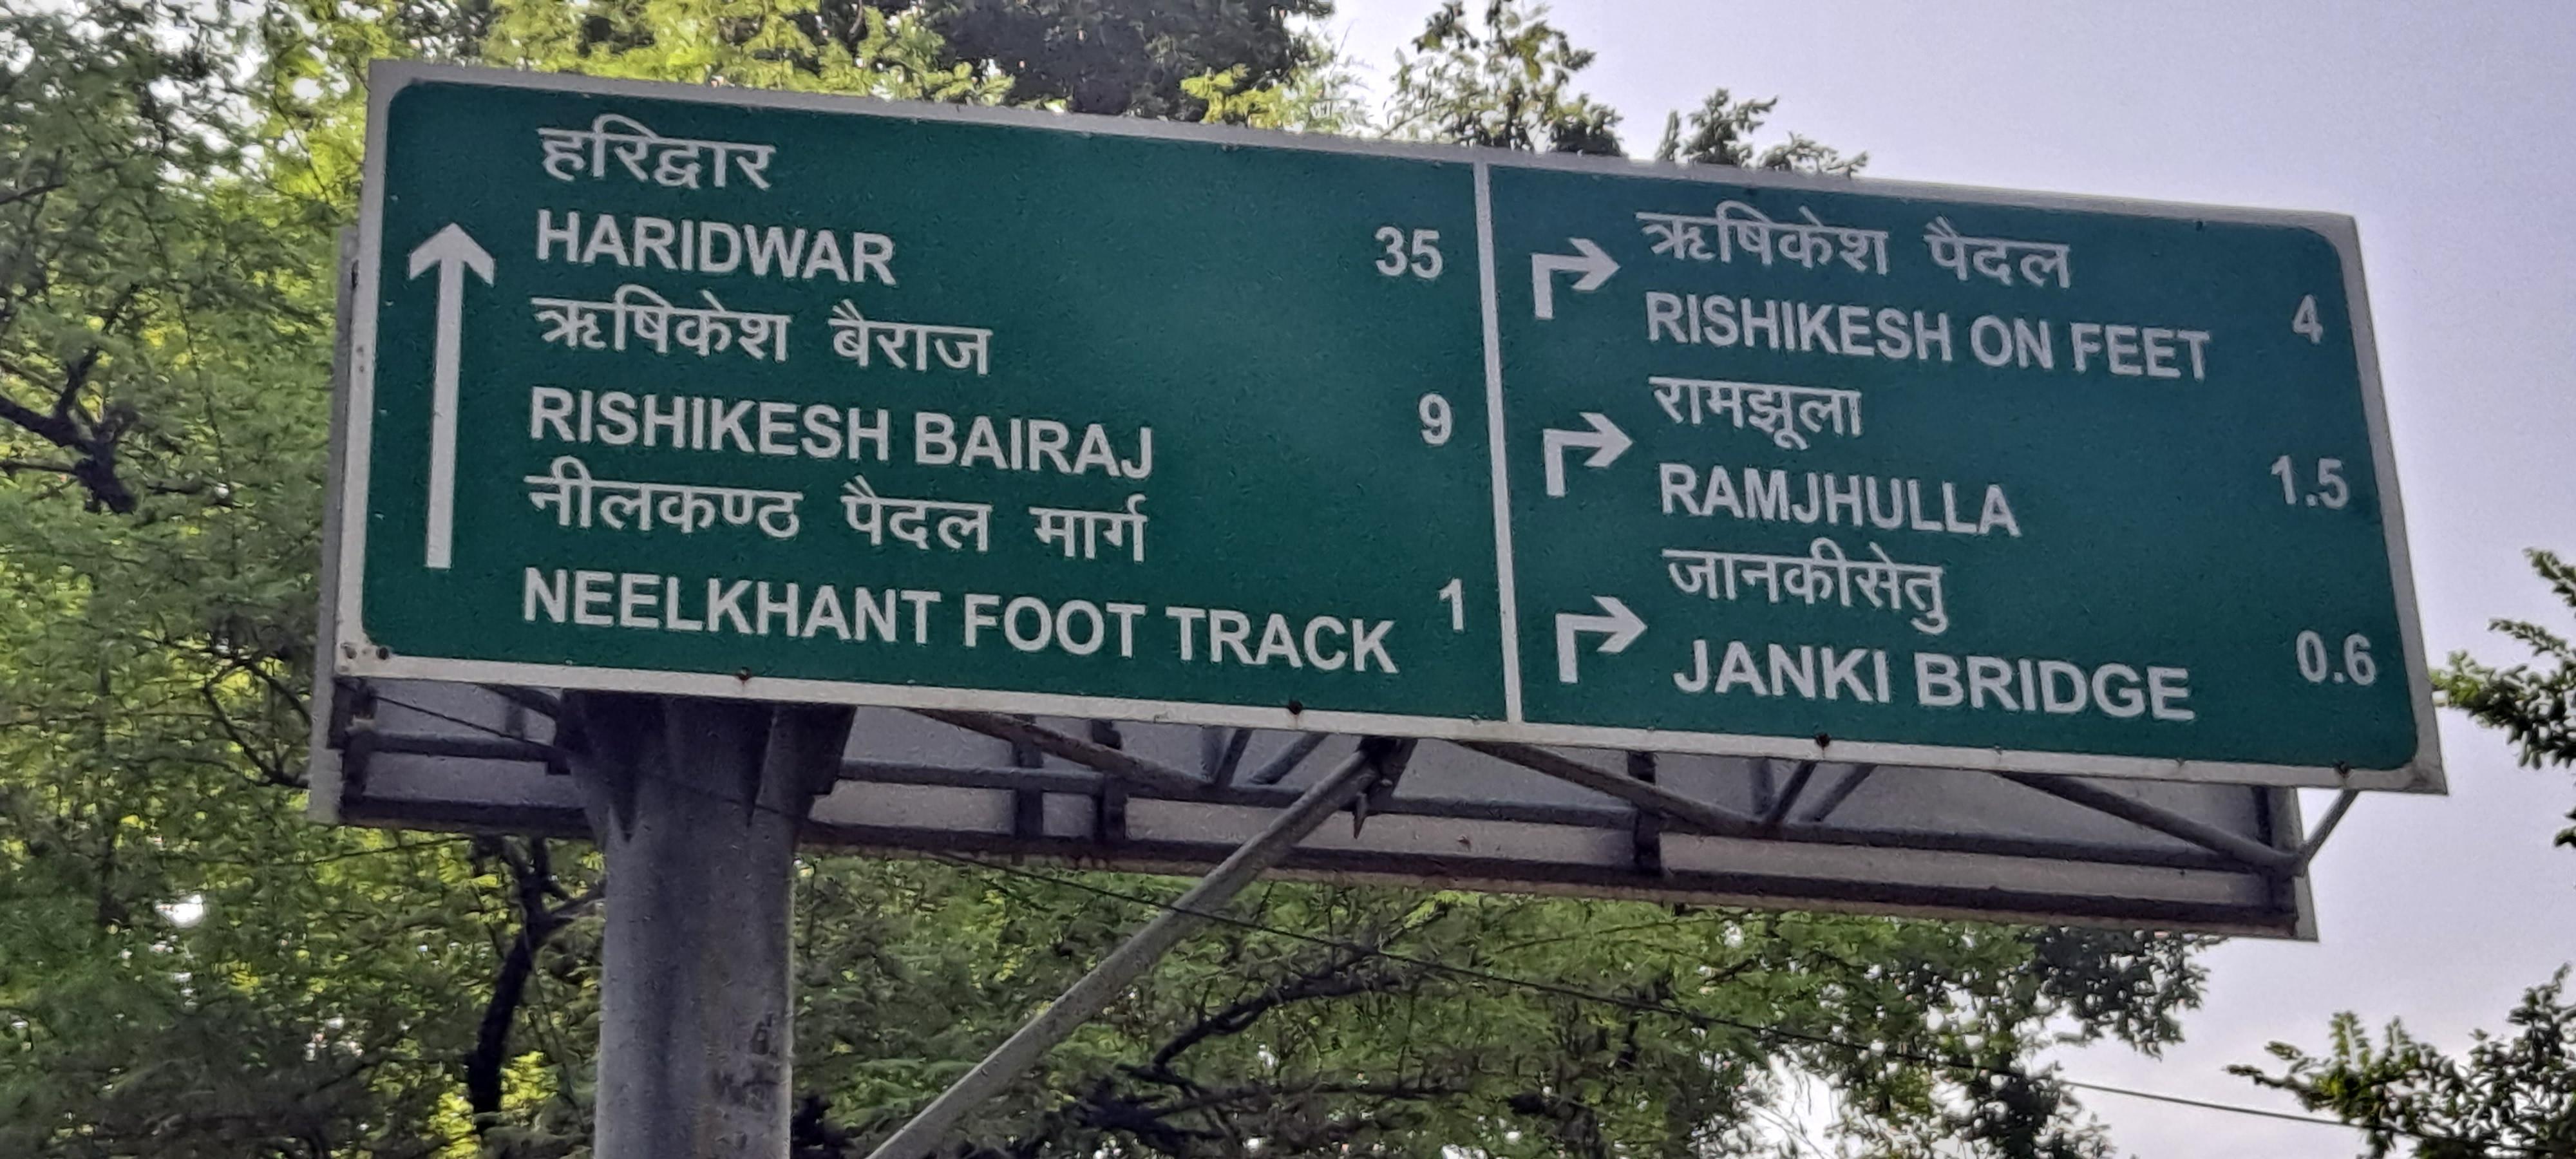 हरिद्वार
HARIDWAR 35
ऋषिकेश बैराज
RISHIKESH BAIRAJ 9
नीलकण्ठ पैदल मार्ग
NEELKHANT FOOT TRACK 1
ऋषिकेश पैदल
RISHIKESH ON FEET 4
रामझूला
RAMJHULLA 1.5
जानकीसेतु
JANKI BRIDGE 0.6